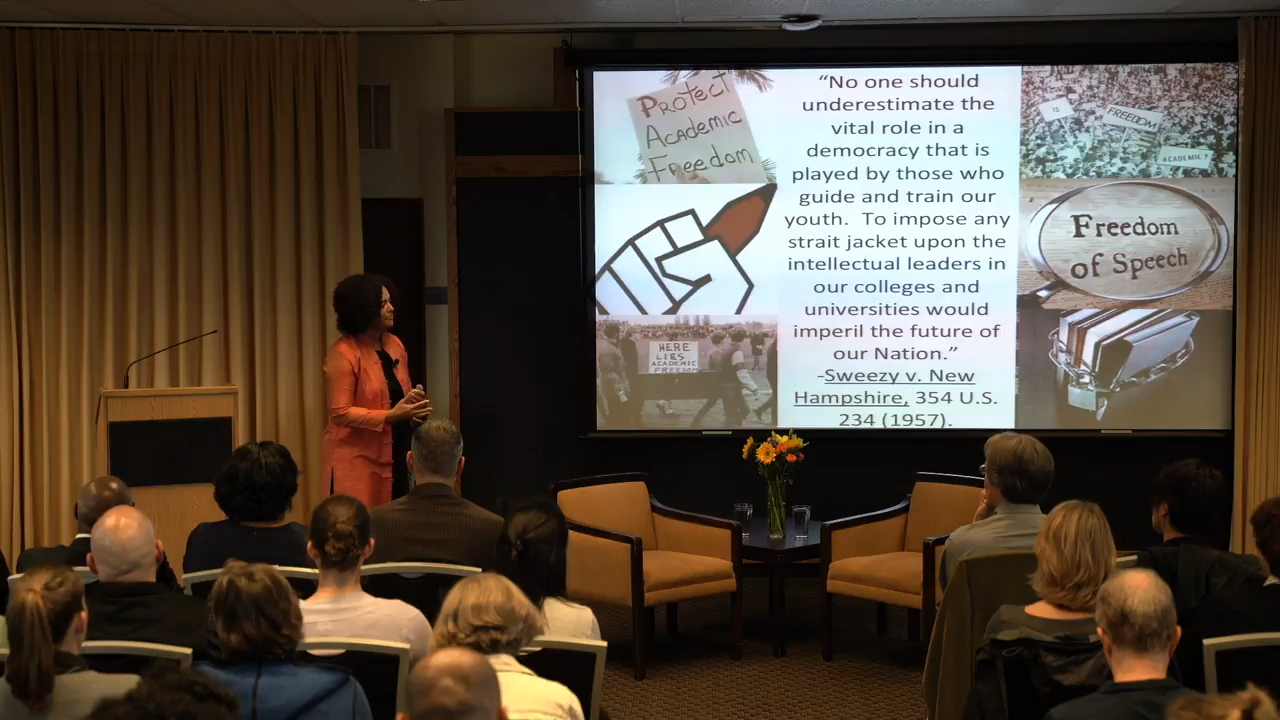 Protect
Academic
Freedom
HERE
LIES
ACADEMIC
FREEDOM
“No one should
underestimate the
vital role in a
democracy that is
played by those who
guide and train our
youth.  To impose any
strait jacket upon the
intellectual leaders in
our colleges and
universities would
imperil the future of
our Nation.”
-Sweezy v. New
Hampshire, 354 U.S.
234 (1957).
IS
FREEDOM
ACADEMIC?
Freedom
of Speech